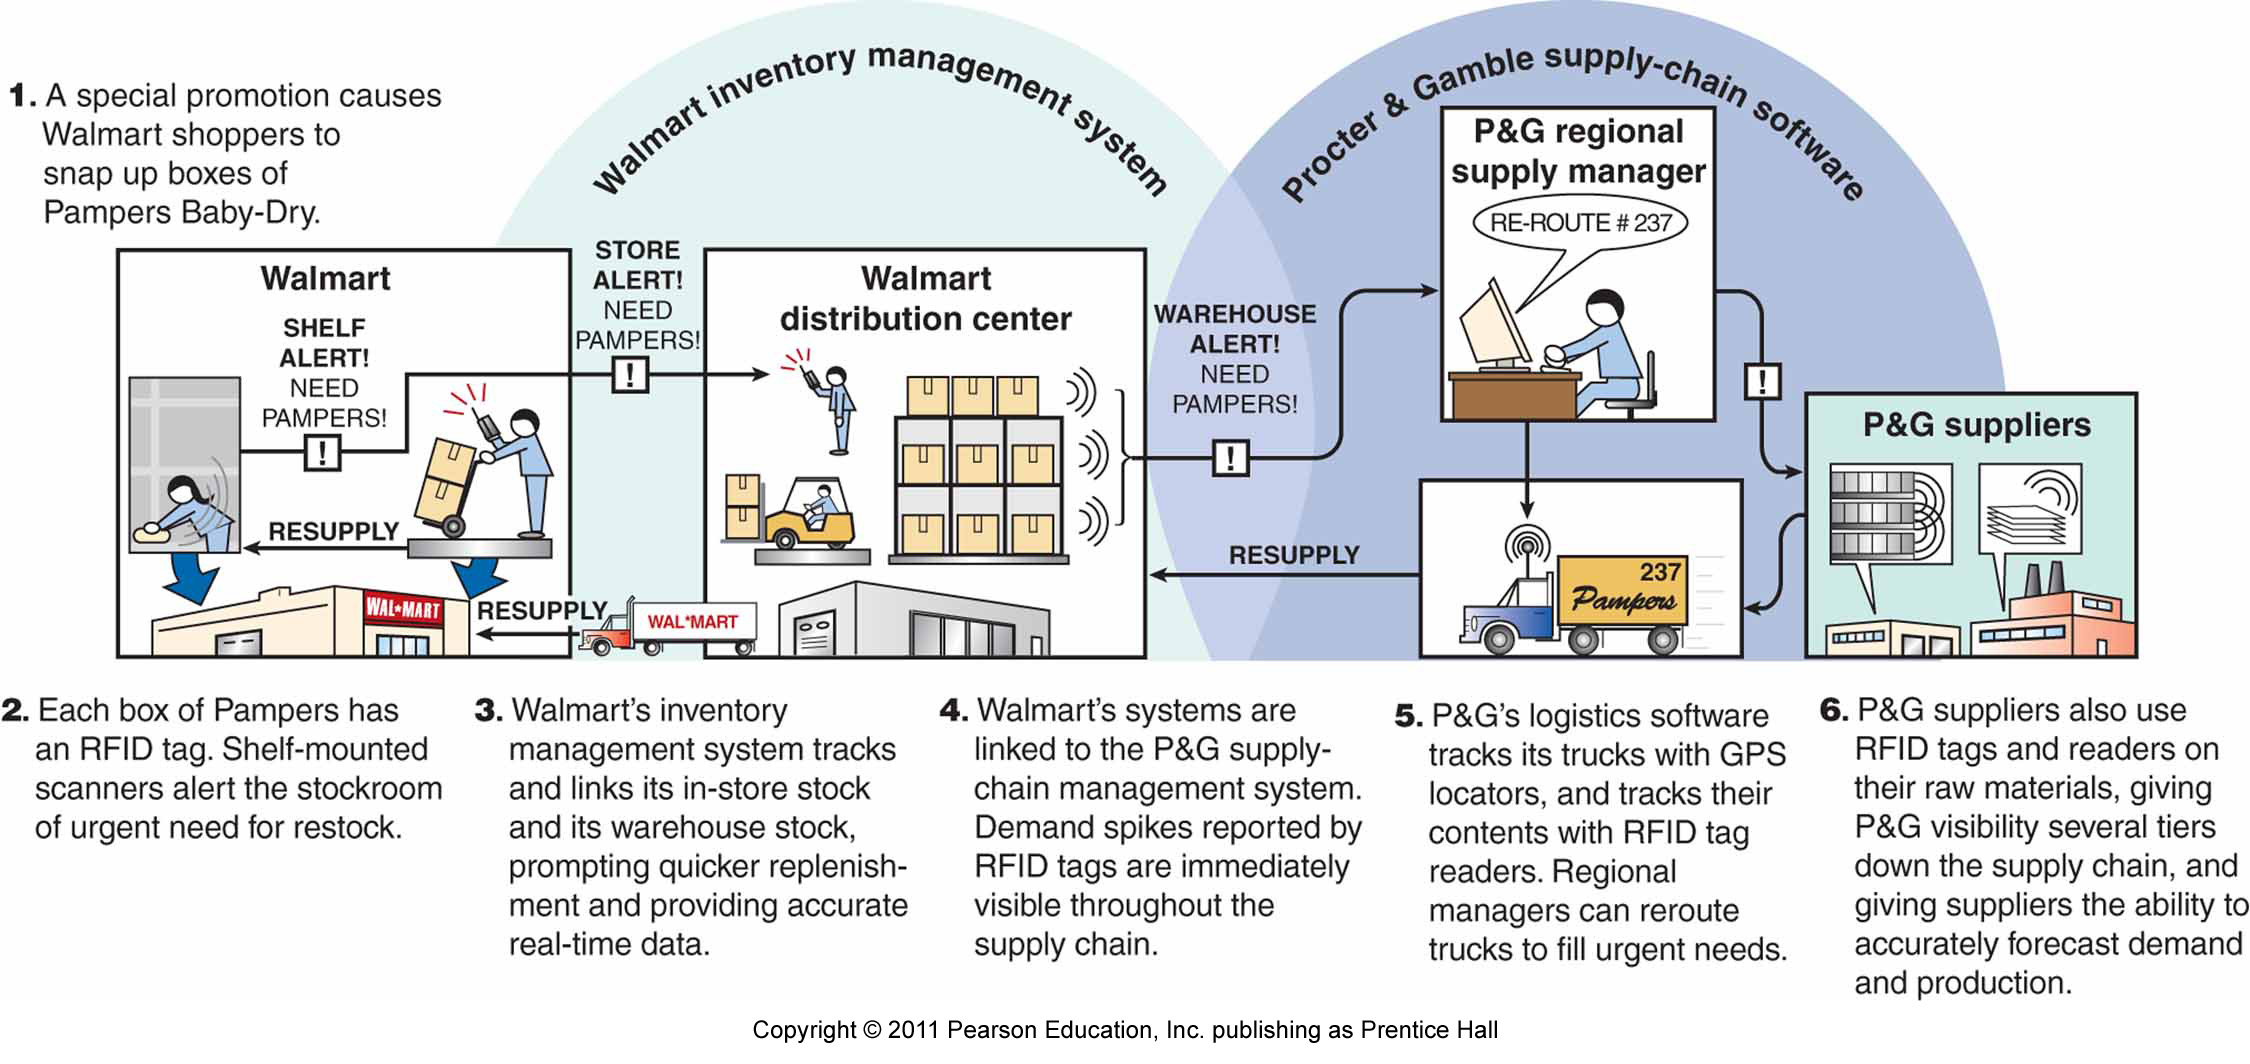 Walmart inventory management system
Procter & Gamble supply-chain software
1. A special promotion causes
Walmart shoppers to
snap up boxes of
Pampers Baby-Dry.
Walmart
SHELF
ALERT!
NEED
PAMPERS!
!
RESUPPLY
WAL★MART
STORE
ALERT!
NEED
PAMPERS!
!
RESUPPLY
WAL*MART
Walmart
distribution center
WAREHOUSE
ALERT!
NEED
PAMPERS!
!
RESUPPLY
P&G regional
supply manager
RE-ROUTE # 237
!
237
Pampers
P&G suppliers
2. Each box of Pampers has
an RFID tag. Shelf-mounted
scanners alert the stockroom
of urgent need for restock.
3. Walmart's inventory
management system tracks
and links its in-store stock
and its warehouse stock,
prompting quicker replenish-
ment and providing accurate
real-time data.
4. Walmart's systems are
linked to the P&G supply-
chain management system.
Demand spikes reported by
RFID tags are immediately
visible throughout the
supply chain.
5. P&G's logistics software
tracks its trucks with GPS
locators, and tracks their
contents with RFID tag
readers. Regional
managers can reroute
trucks to fill urgent needs.
6. P&G suppliers also use
RFID tags and readers on
their raw materials, giving
P&G visibility several tiers
down the supply chain, and
giving suppliers the ability to
accurately forecast demand
and production.
Copyright © 2011 Pearson Education, Inc. publishing as Prentice Hall